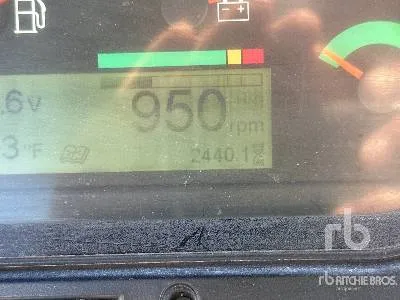 .6v
950 rpm
3°F
2440.1
rb
RITCHIE BROS.